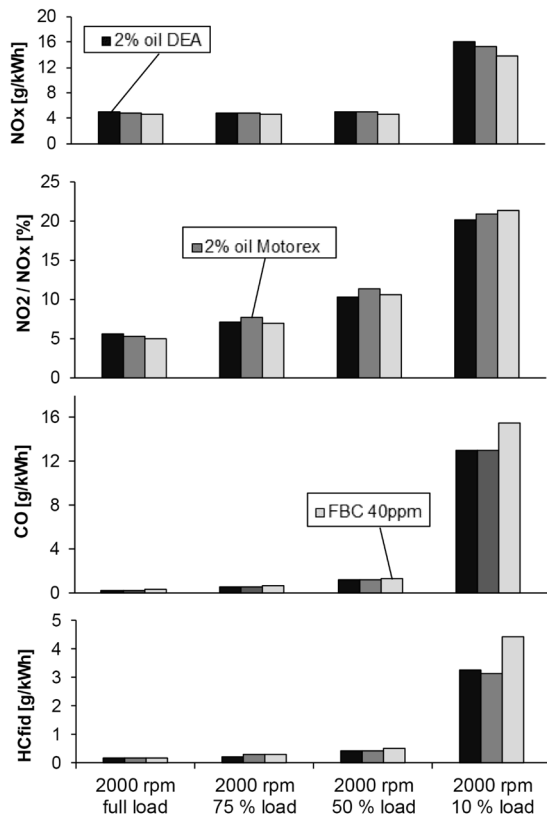 NOx [g/kWh]
20
16
12
8
4
0
2% oil DEA
NO2 / NOx [%]
25
20
15
10
5
0
2% oil Motorex
CO [g/kWh]
16
12
8
4
0
FBC 40ppm
HCfid [g/kWh]
5
4
3
2
1
0
2000 rpm 2000 rpm 2000 rpm 2000 rpm
full load 75 % load 50 % load 10 % load